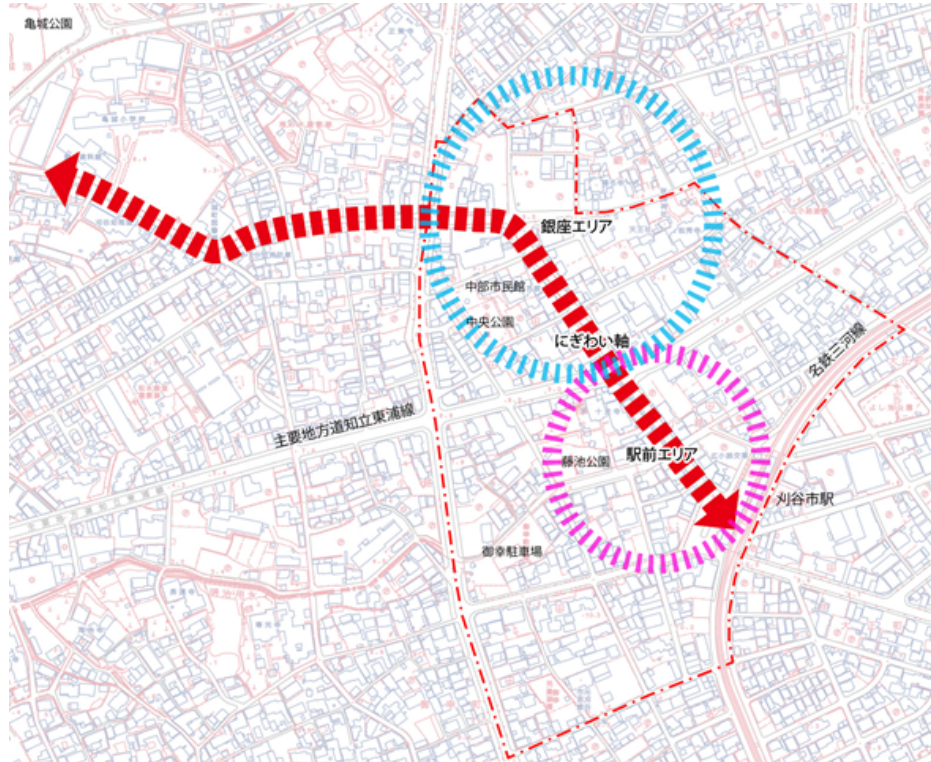 亀城公園
銀座エリア
中部市民館
中央公園
にぎわい軸
名鉄三河線
主要地方道知立東浦線
藤池公園
駅前エリア
刈谷市駅
御幸駐車場